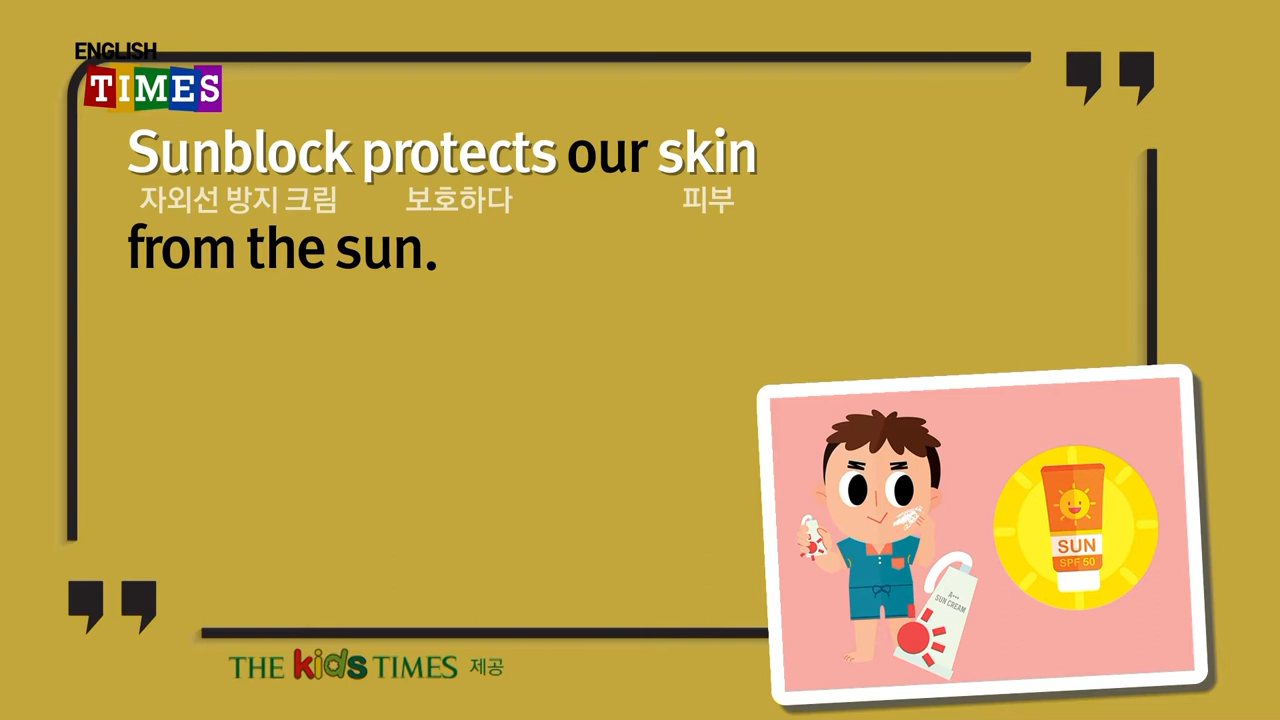 ENGLISH
TIMES
Sunblock protects our skin
자외선 방지 크림 보호하다 피부
from the sun.
SUN
SPF 50
SUN CREAM
THE kids TIMES 제공